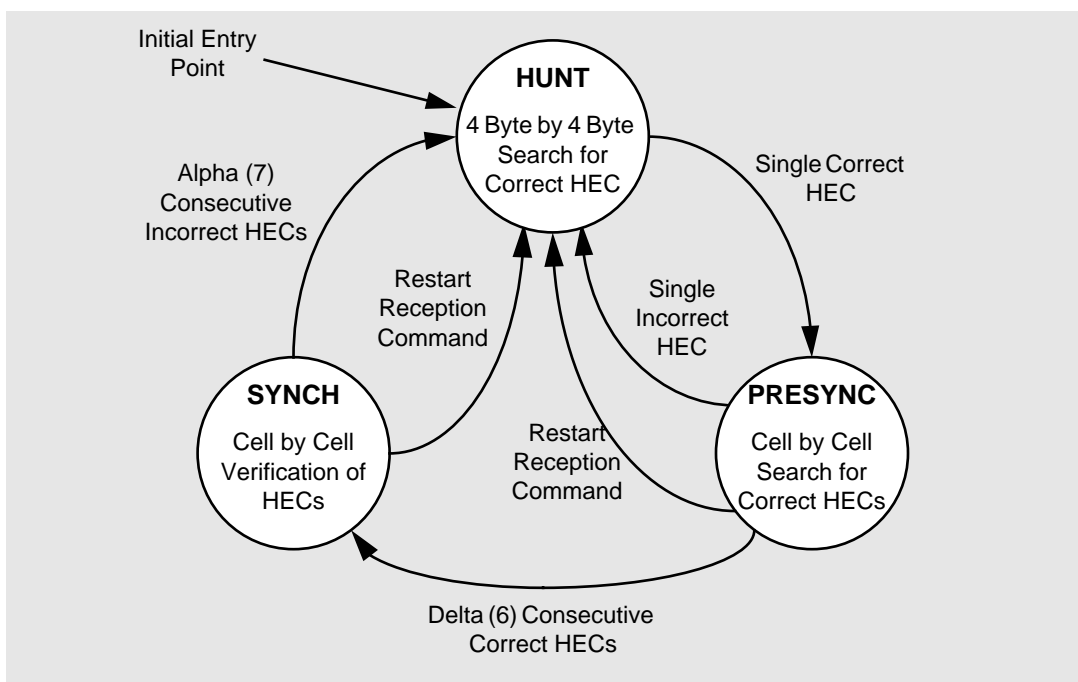 Initial Entry
Point
HUNT
4 Byte by 4 Byte
Search for
Correct HEC
Single Correct
HEC
Alpha (7)
Consecutive
Incorrect HECs
Restart
Reception
Command
Single
Incorrect
HEC
SYNCH
Cell by Cell
Verification of
HECs
Restart
Reception
Command
PRESYNC
Cell by Cell
Search for
Correct HECs
Delta (6) Consecutive
Correct HECs